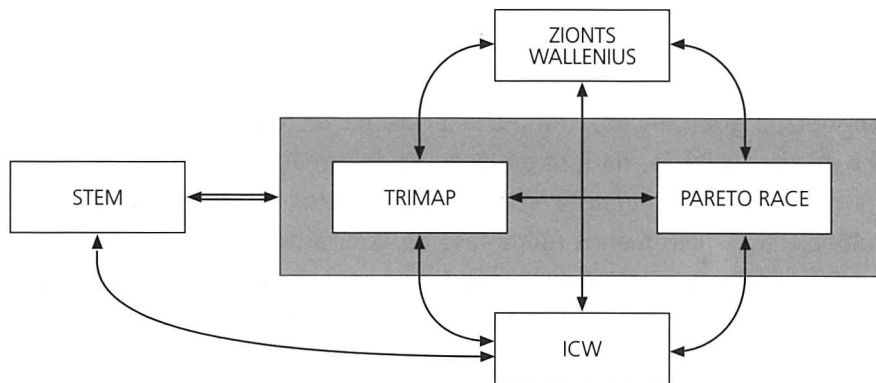 ZIONTS
WALLENIUS
STEM
TRIMAP
PARETO RACE
ICW